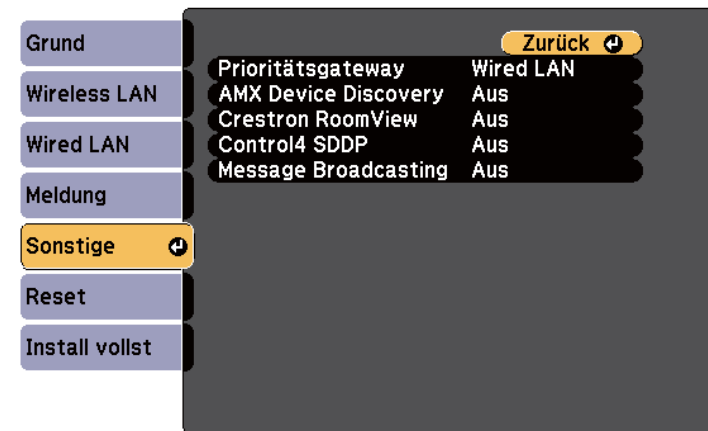 Grund
Wireless LAN
Wired LAN
Meldung
Sonstige
Reset
Install vollst
Zurück
Prioritätsgateway Wired LAN
AMX Device Discovery Aus
Crestron RoomView Aus
Control4 SDDP Aus
Message Broadcasting Aus